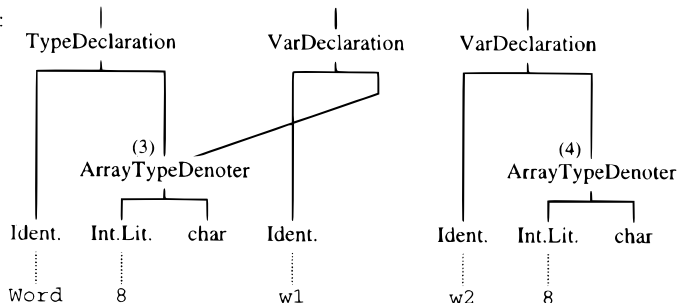 :
TypeDeclaration VarDeclaration VarDeclaration
(3) (4)
ArrayTypeDenoter ArrayTypeDenoter
Ident. Int.Lit. char Ident. Ident. Int.Lit. char
Word 8 w1 w2 8